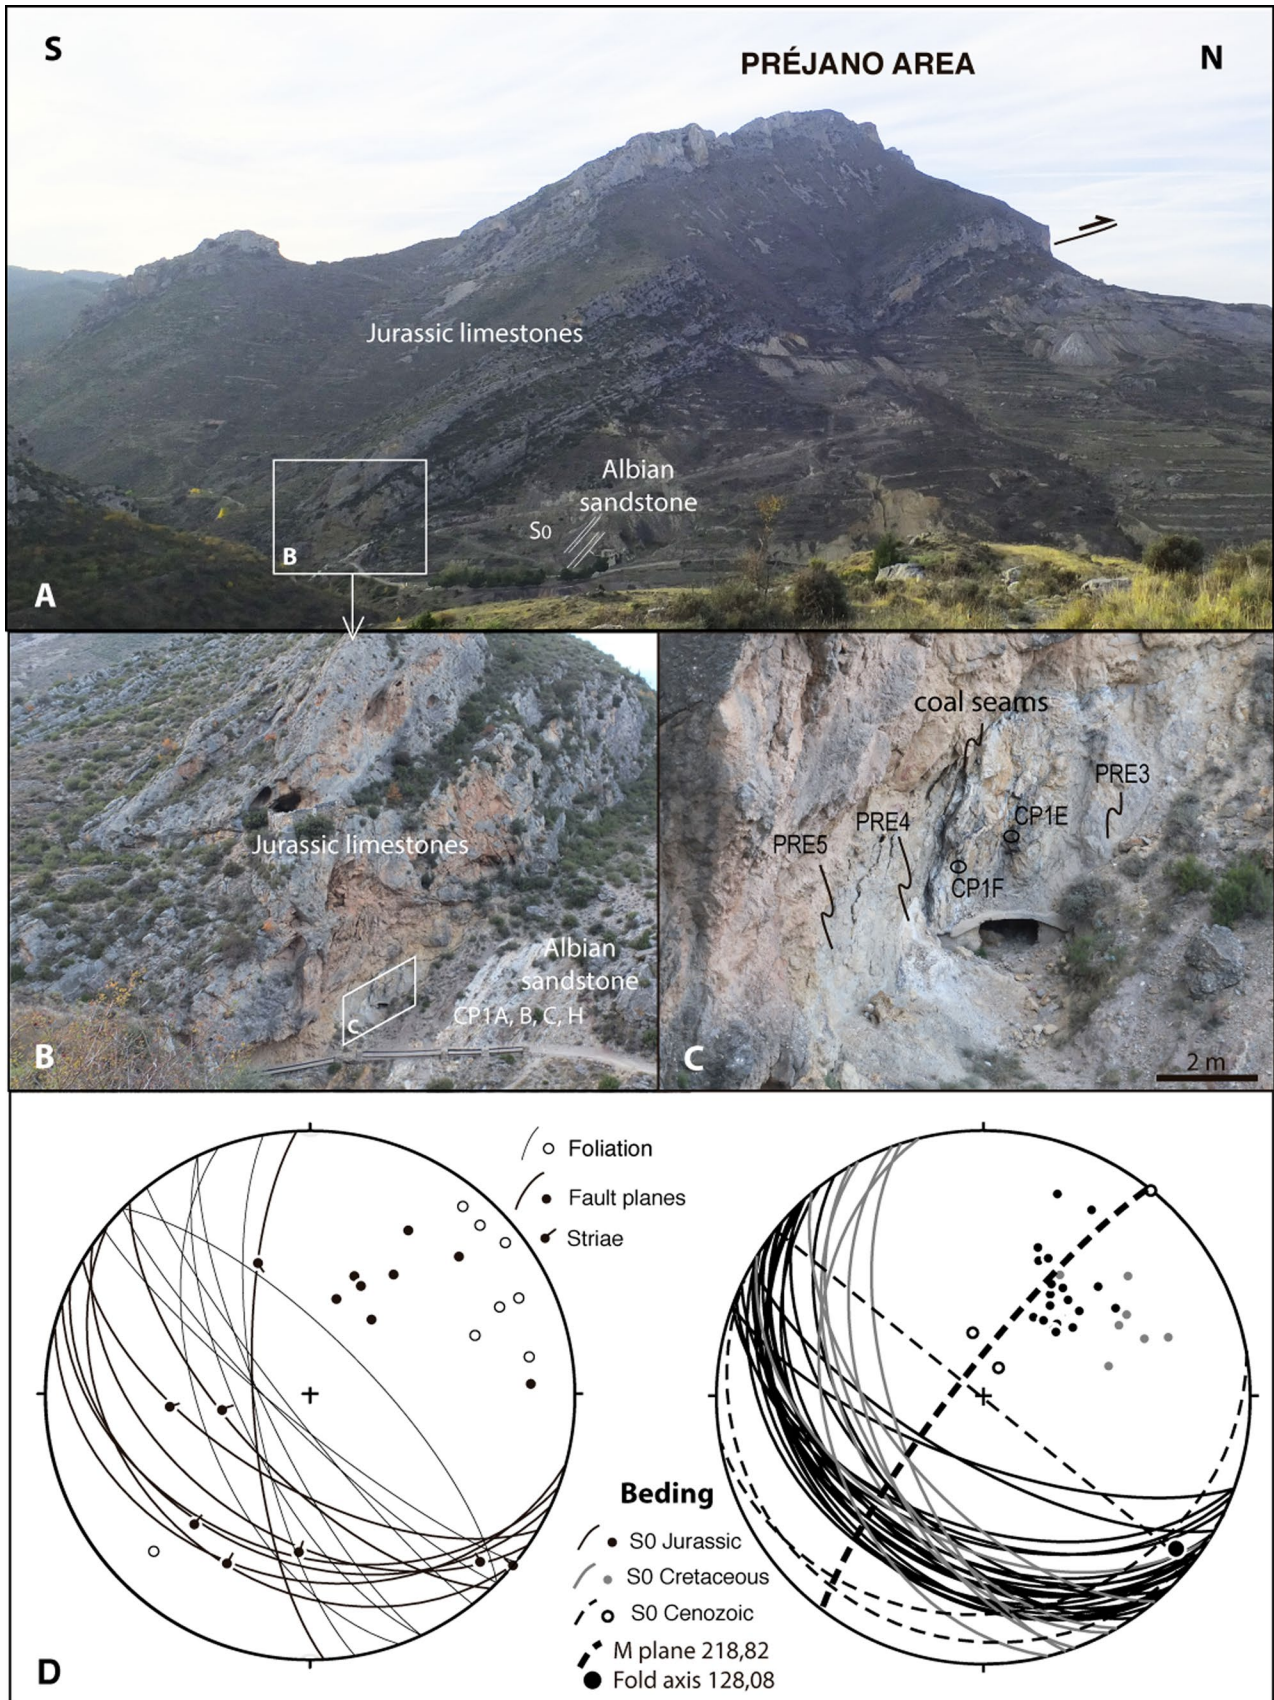 S
PRÉJANO AREA
N
Jurassic limestones
Albian
sandstone
S0
B
A
Jurassic limestones
Albian
sandstone
CP1A, B, C, H
C
B
coal seams
PRE3
CP1E
PRE4
PRE5
CP1F
C
2 m
Foliation
Fault planes
Striae
Beding
S0 Jurassic
S0 Cretaceous
S0 Cenozoic
M plane 218,82
Fold axis 128,08
D